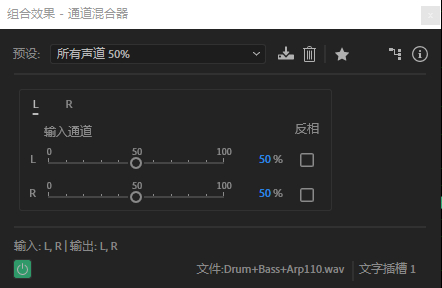 组合效果 - 通道混合器
预设: 所有声道 50%
L R
输入通道 反相
0 50 100
L 50 %
0 50 100
R 50 %
输入: L, R | 输出: L, R
文件:Drum+Bass+Arp110.wav 文字插槽 1